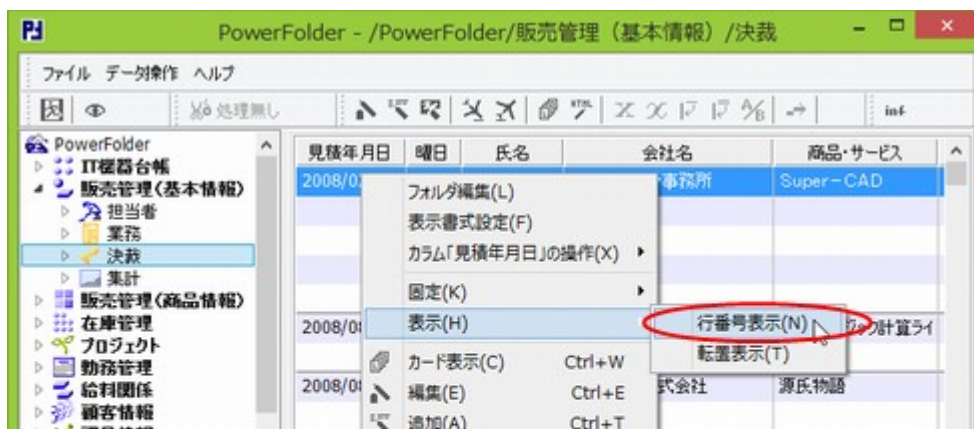 PowerFolder - /PowerFolder/販売管理（基本情報）/決裁
ファイル データ操作 ヘルプ
処理無し
inf
PowerFolder
IT機器台帳
販売管理(基本情報)
担当者
業務
決裁
集計
販売管理(商品情報)
在庫管理
プロジェクト
勤務管理
給料関係
顧客情報
見積年月日 曜日 氏名 会社名 商品・サービス
2008/0 事務所 Super-CAD
2008/0 ック計算ライ
2008/0 式会社 源氏物語
フォルダ編集(L)
表示書式設定(F)
カラム「見積年月日」の操作(X)
固定(K)
表示(H)
カード表示(C) Ctrl+W
編集(E) Ctrl+E
追加(A) Ctrl+T
行番号表示(N)
転置表示(T)